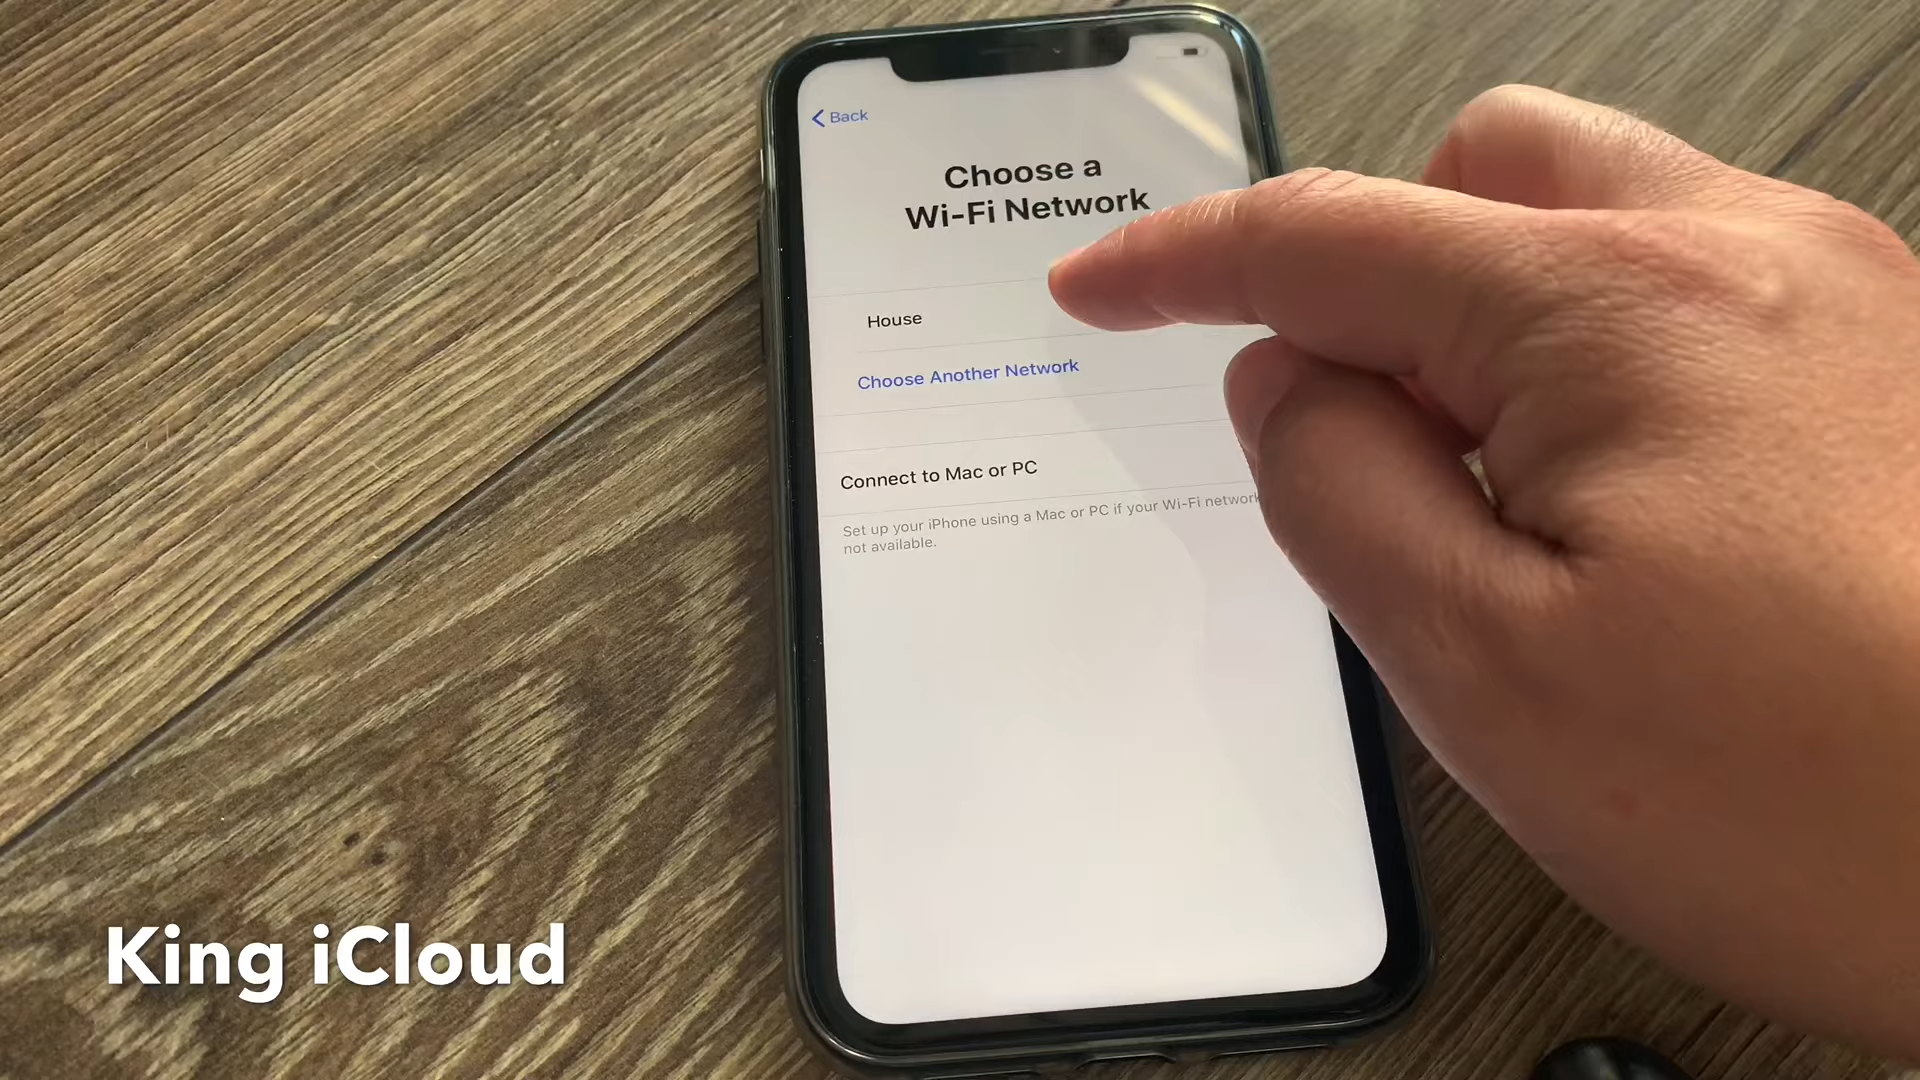 Back
Choose a
Wi-Fi Network
House
Choose Another Network
Connect to Mac or PC
Set up your iPhone using a Mac or PC if your Wi-Fi network
not available.
King iCloud